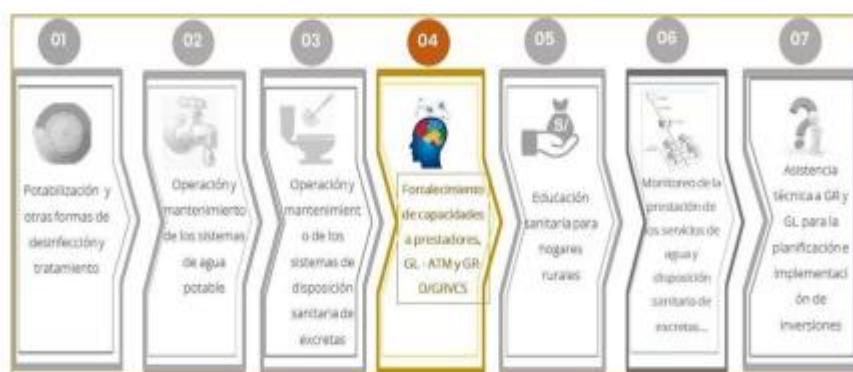 01
Potabilización y
otras formas de
desinfección y
tratamiento
02
Operación y
mantenimiento
de los sistemas
de agua
potable
03
Operación y
mantenimient
o de los
sistemas de
disposición
sanitaria de
excretas
04
Fortalecimiento
de capacidades
a prestadores,
GL - ATM y GR-
D/GRVCS
05
S/
Educación
sanitaria para
hogares
rurales
06
Monitoreo de la
prestación de
los servicios de
agua y
disposición
sanitaria de
excretas...
07
Asistencia
técnica a GR y
GL para la
planificación e
implementaci
ón de
inversiones